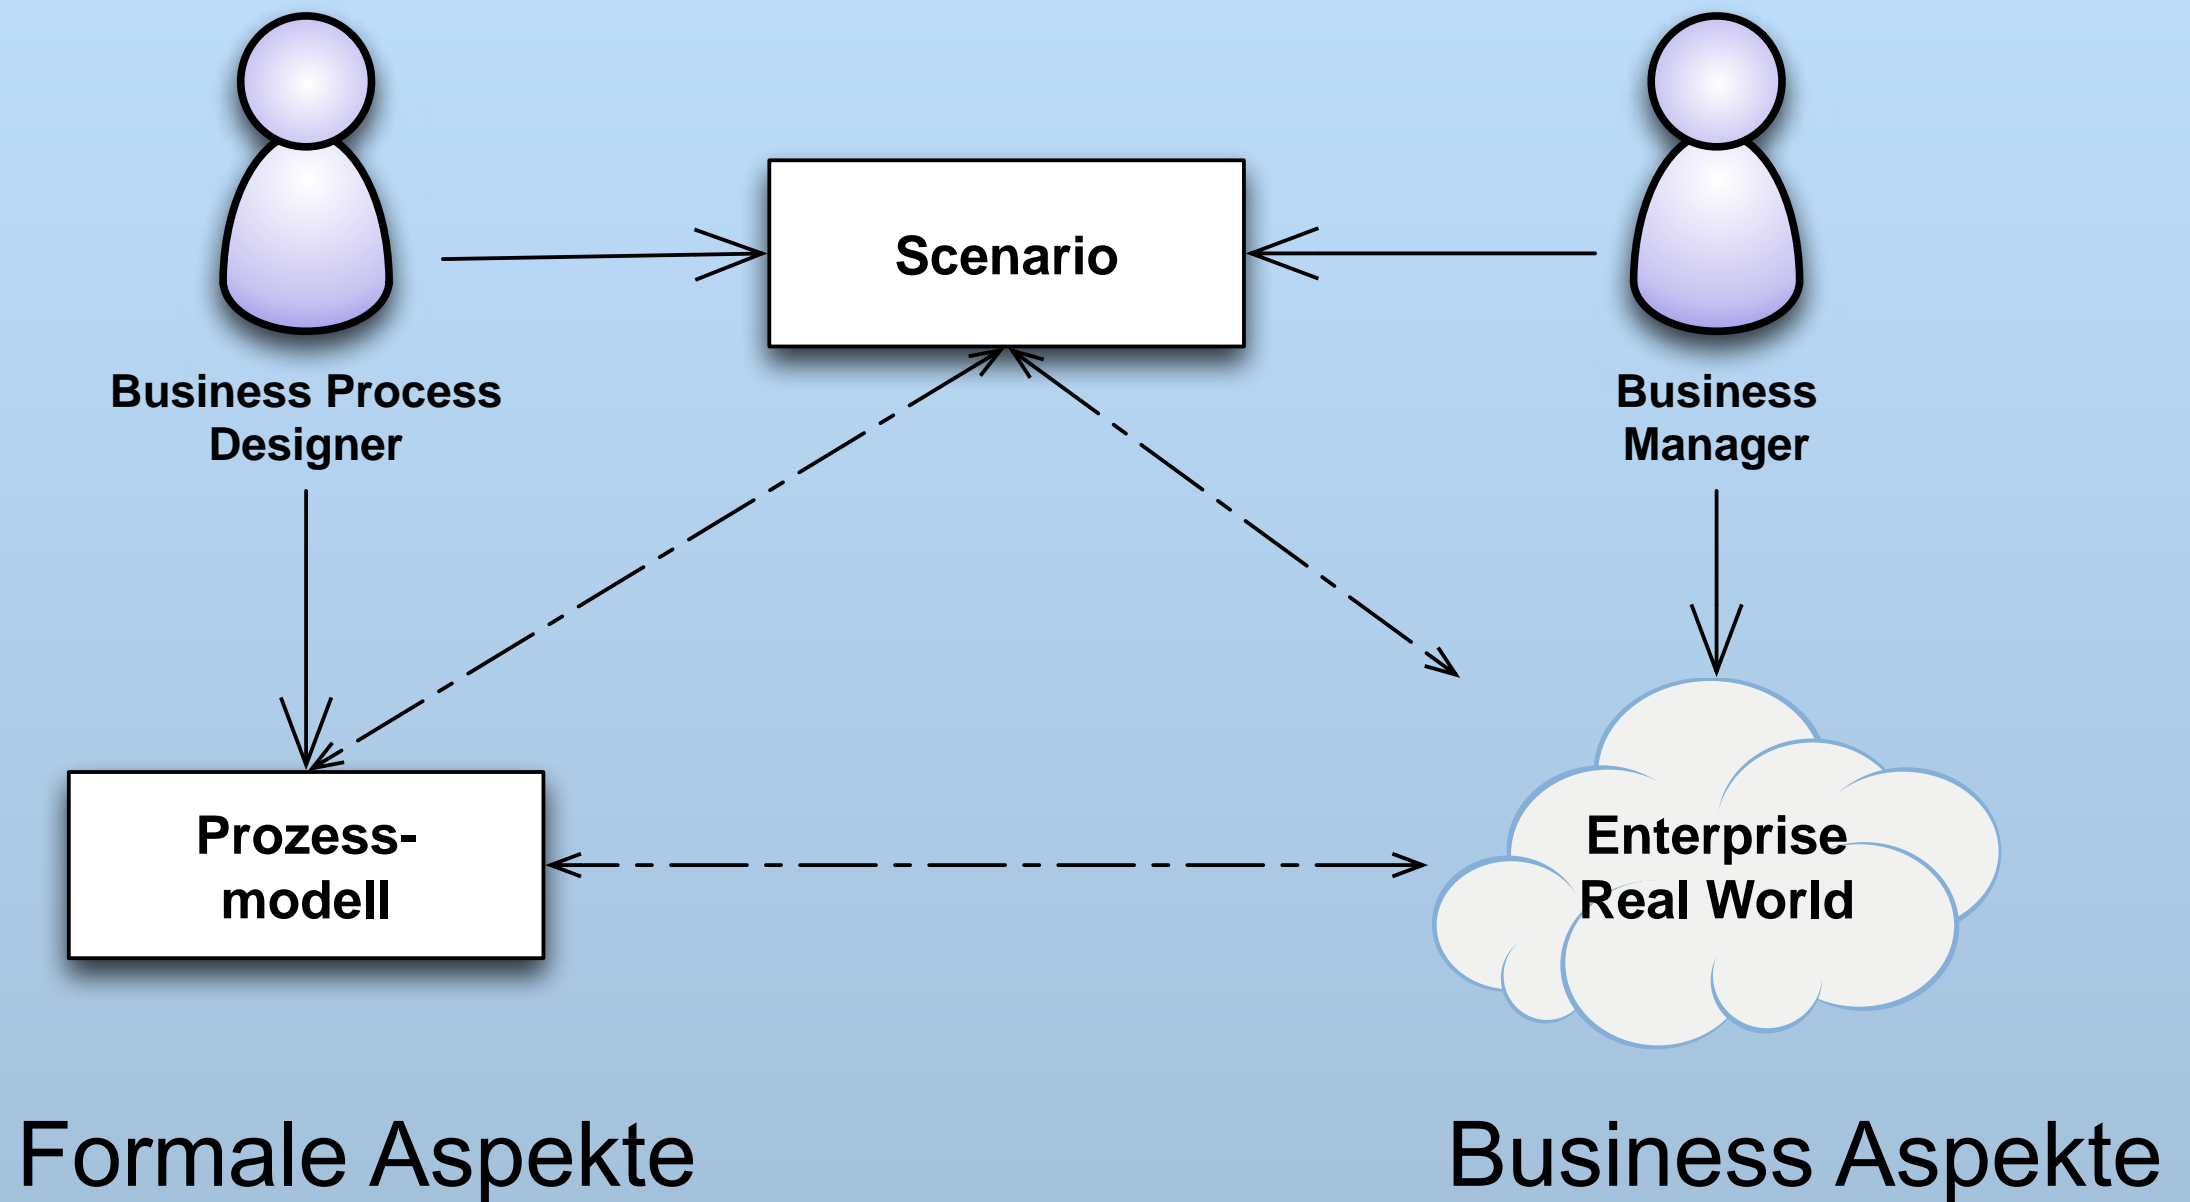 Scenario
Business Process
Designer
Business
Manager
Prozess-
modell
Enterprise
Real World
Formale Aspekte
Business Aspekte